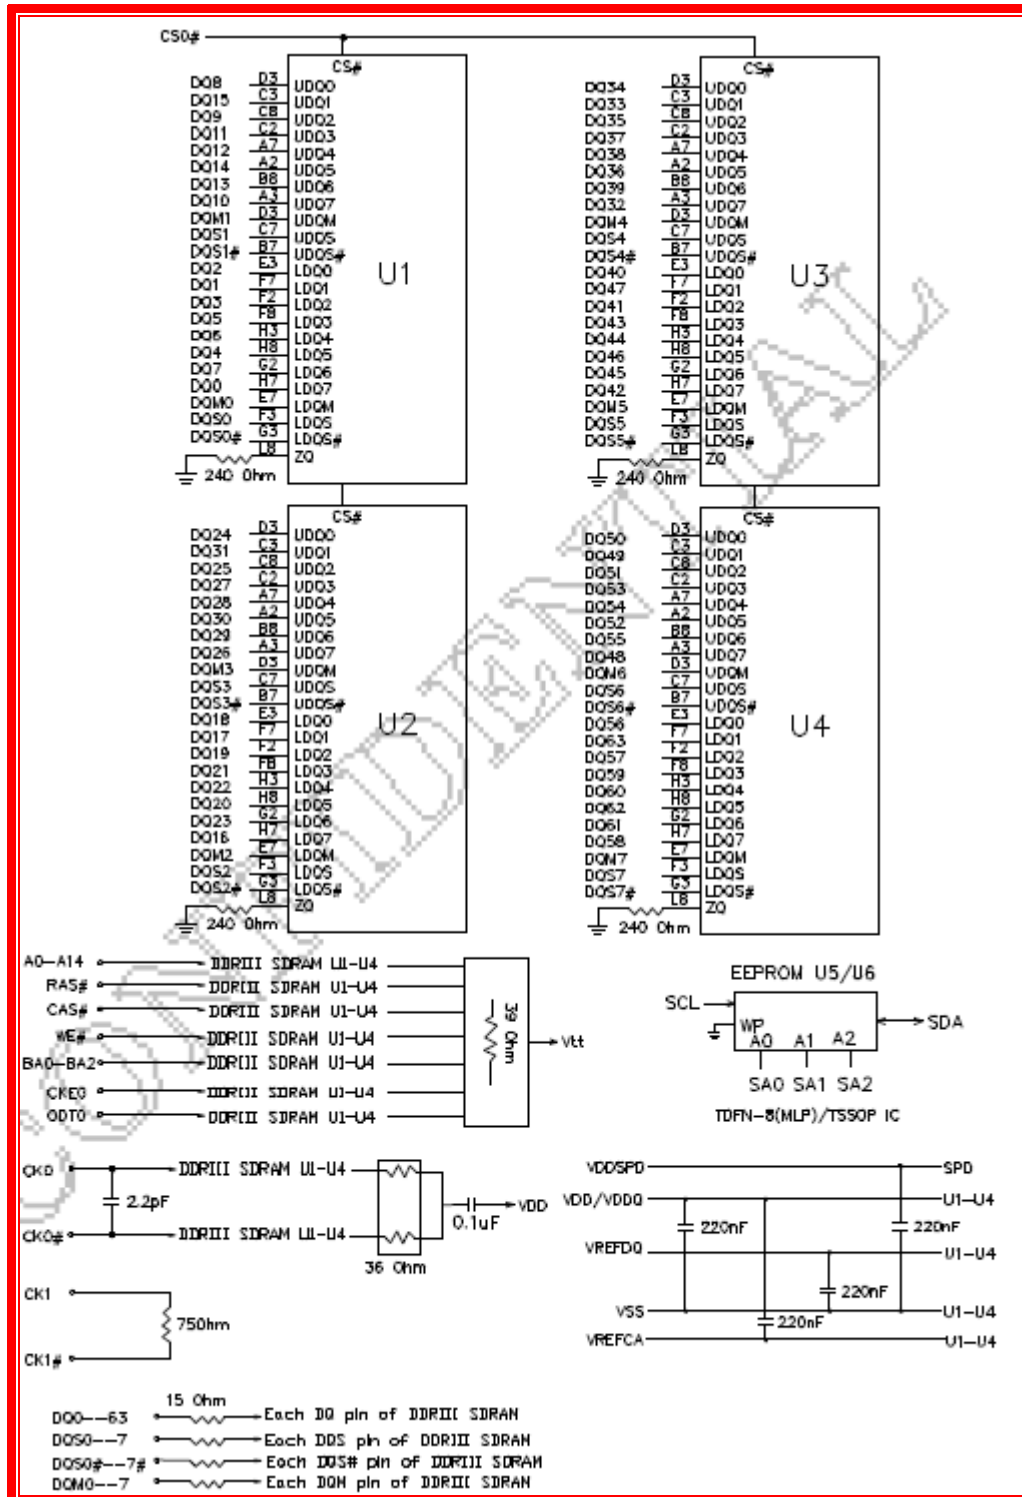 CS0#
CS#
DQ8 D3 UDQ0
DQ15 C3 UDQ1
DQ9 C8 UDQ2
DQ11 C2 UDQ3
DQ12 A7 UDQ4
DQ14 A2 UDQ5
DQ13 B8 UDQ6
DQ10 A3 UDQ7
DQM1 D3 UDQM
DQS1 C7 UDQS
DQS1# B7 UDQS#
DQ2 E3 LDQ0
DQ1 F7 LDQ1
DQ3 F2 LDQ2
DQ5 F8 LDQ3
DQ6 H3 LDQ4
DQ4 H8 LDQ5
DQ7 G2 LDQ6
DQ0 H7 LDQ7
DQM0 E7 LDQM
DQS0 F3 LDQS
DQS0# G3 LDQS#
L8 ZQ
240 Ohm
U1
CS#
DQ34 D3 UDQ0
DQ33 C3 UDQ1
DQ35 C8 UDQ2
DQ37 C2 UDQ3
DQ38 A7 UDQ4
DQ36 A2 UDQ5
DQ39 B8 UDQ6
DQ32 A3 UDQ7
DQM4 D3 UDQM
DQS4 C7 UDQS
DQS4# B7 UDQS#
DQ40 E3 LDQ0
DQ47 F7 LDQ1
DQ41 F2 LDQ2
DQ43 F8 LDQ3
DQ44 H3 LDQ4
DQ46 H8 LDQ5
DQ45 G2 LDQ6
DQ42 H7 LDQ7
DQM5 E7 LDQM
DQS5 F3 LDQS
DQS5# G3 LDQS#
L8 ZQ
240 Ohm
U3
CS#
DQ24 D3 UDQ0
DQ31 C3 UDQ1
DQ25 C8 UDQ2
DQ27 C2 UDQ3
DQ28 A7 UDQ4
DQ30 A2 UDQ5
DQ29 B8 UDQ6
DQ26 A3 UDQ7
DQM3 D3 UDQM
DQS3 C7 UDQS
DQS3# B7 UDQS#
DQ18 E3 LDQ0
DQ17 F7 LDQ1
DQ19 F2 LDQ2
DQ21 F8 LDQ3
DQ22 H3 LDQ4
DQ20 H8 LDQ5
DQ23 G2 LDQ6
DQ16 H7 LDQ7
DQM2 E7 LDQM
DQS2 F3 LDQS
DQS2# G3 LDQS#
L8 ZQ
240 Ohm
U2
CS#
DQ50 D3 UDQ0
DQ49 C3 UDQ1
DQ51 C8 UDQ2
DQ53 C2 UDQ3
DQ54 A7 UDQ4
DQ52 A2 UDQ5
DQ55 B8 UDQ6
DQ48 A3 UDQ7
DQM6 D3 UDQM
DQS6 C7 UDQS
DQS6# B7 UDQS#
DQ56 E3 LDQ0
DQ63 F7 LDQ1
DQ57 F2 LDQ2
DQ59 F8 LDQ3
DQ60 H3 LDQ4
DQ62 H8 LDQ5
DQ61 G2 LDQ6
DQ58 H7 LDQ7
DQM7 E7 LDQM
DQS7 F3 LDQS
DQS7# G3 LDQS#
L8 ZQ
240 Ohm
U4
CONFIDENTIAL
A0-A14 DDRIII SDRAM U1-U4
RAS# DDRIII SDRAM U1-U4
CAS# DDRIII SDRAM U1-U4
WE# DDRIII SDRAM U1-U4
BA0-BA2 DDRIII SDRAM U1-U4
CKE0 DDRIII SDRAM U1-U4
ODT0 DDRIII SDRAM U1-U4
39 Ohm
Vtt
EEPROM U5/U6
SCL
WP
SDA
A0 A1 A2
SA0 SA1 SA2
TDFN-8(MLP)/TSSOP IC
CK0 DDRIII SDRAM U1-U4
2.2pF
CK0# DDRIII SDRAM U1-U4
36 Ohm
0.1uF
VDD
CK1
75Ohm
CK1#
VDDSPD SPD
VDD/VDDQ U1-U4
220nF
220nF
VREFDQ U1-U4
220nF
VSS U1-U4
220nF
VREFCA U1-U4
15 Ohm
DQ0--63 Each DQ pin of DDRIII SDRAN
DQS0--7 Each DQS pin of DDRIII SDRAN
DQS0#--7# Each DQS# pin of DDRIII SDRAM
DQM0--7 Each DQM pin of DDRIII SDRAN